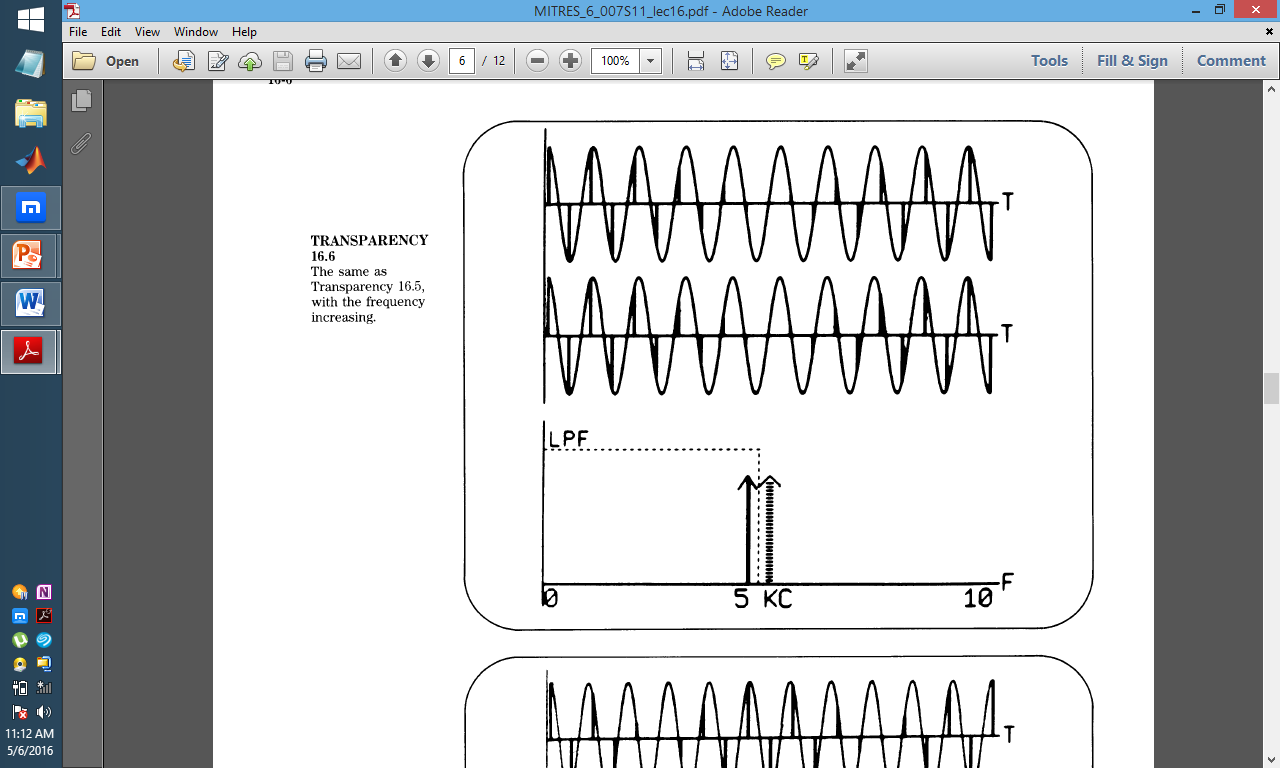 MITRES_6_007S11_lec16.pdf - Adobe Reader
File Edit View Window Help
Open
6 / 12
100%
Tools
Fill & Sign
Comment
16-6
T
TRANSPARENCY
16.6
The same as
Transparency 16.5,
with the frequency
increasing.
T
LPF
F
0
5 KC
10
T
11:12 AM
5/6/2016